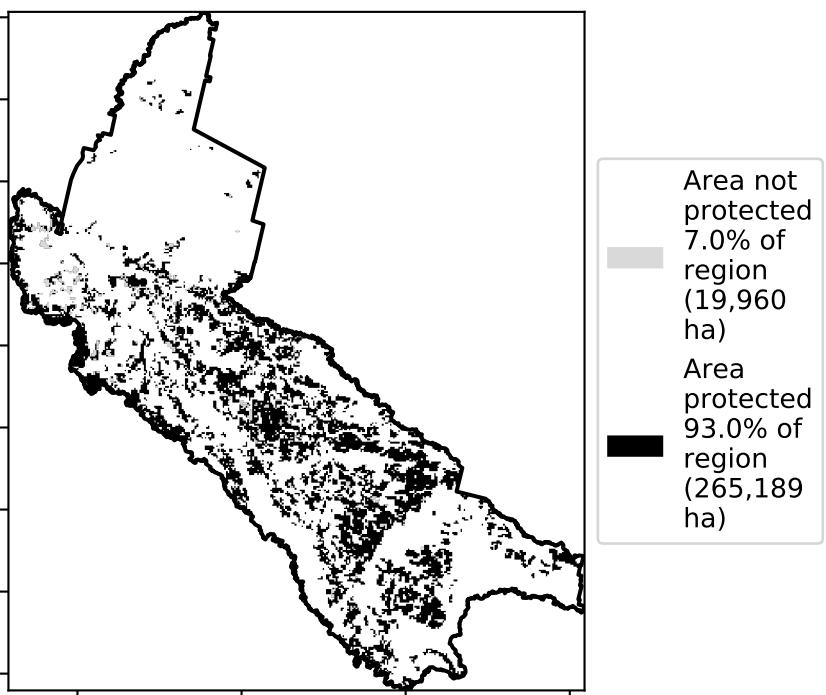 Area not
protected
7.0% of
region
(19,960
ha)
Area
protected
93.0% of
region
(265,189
ha)